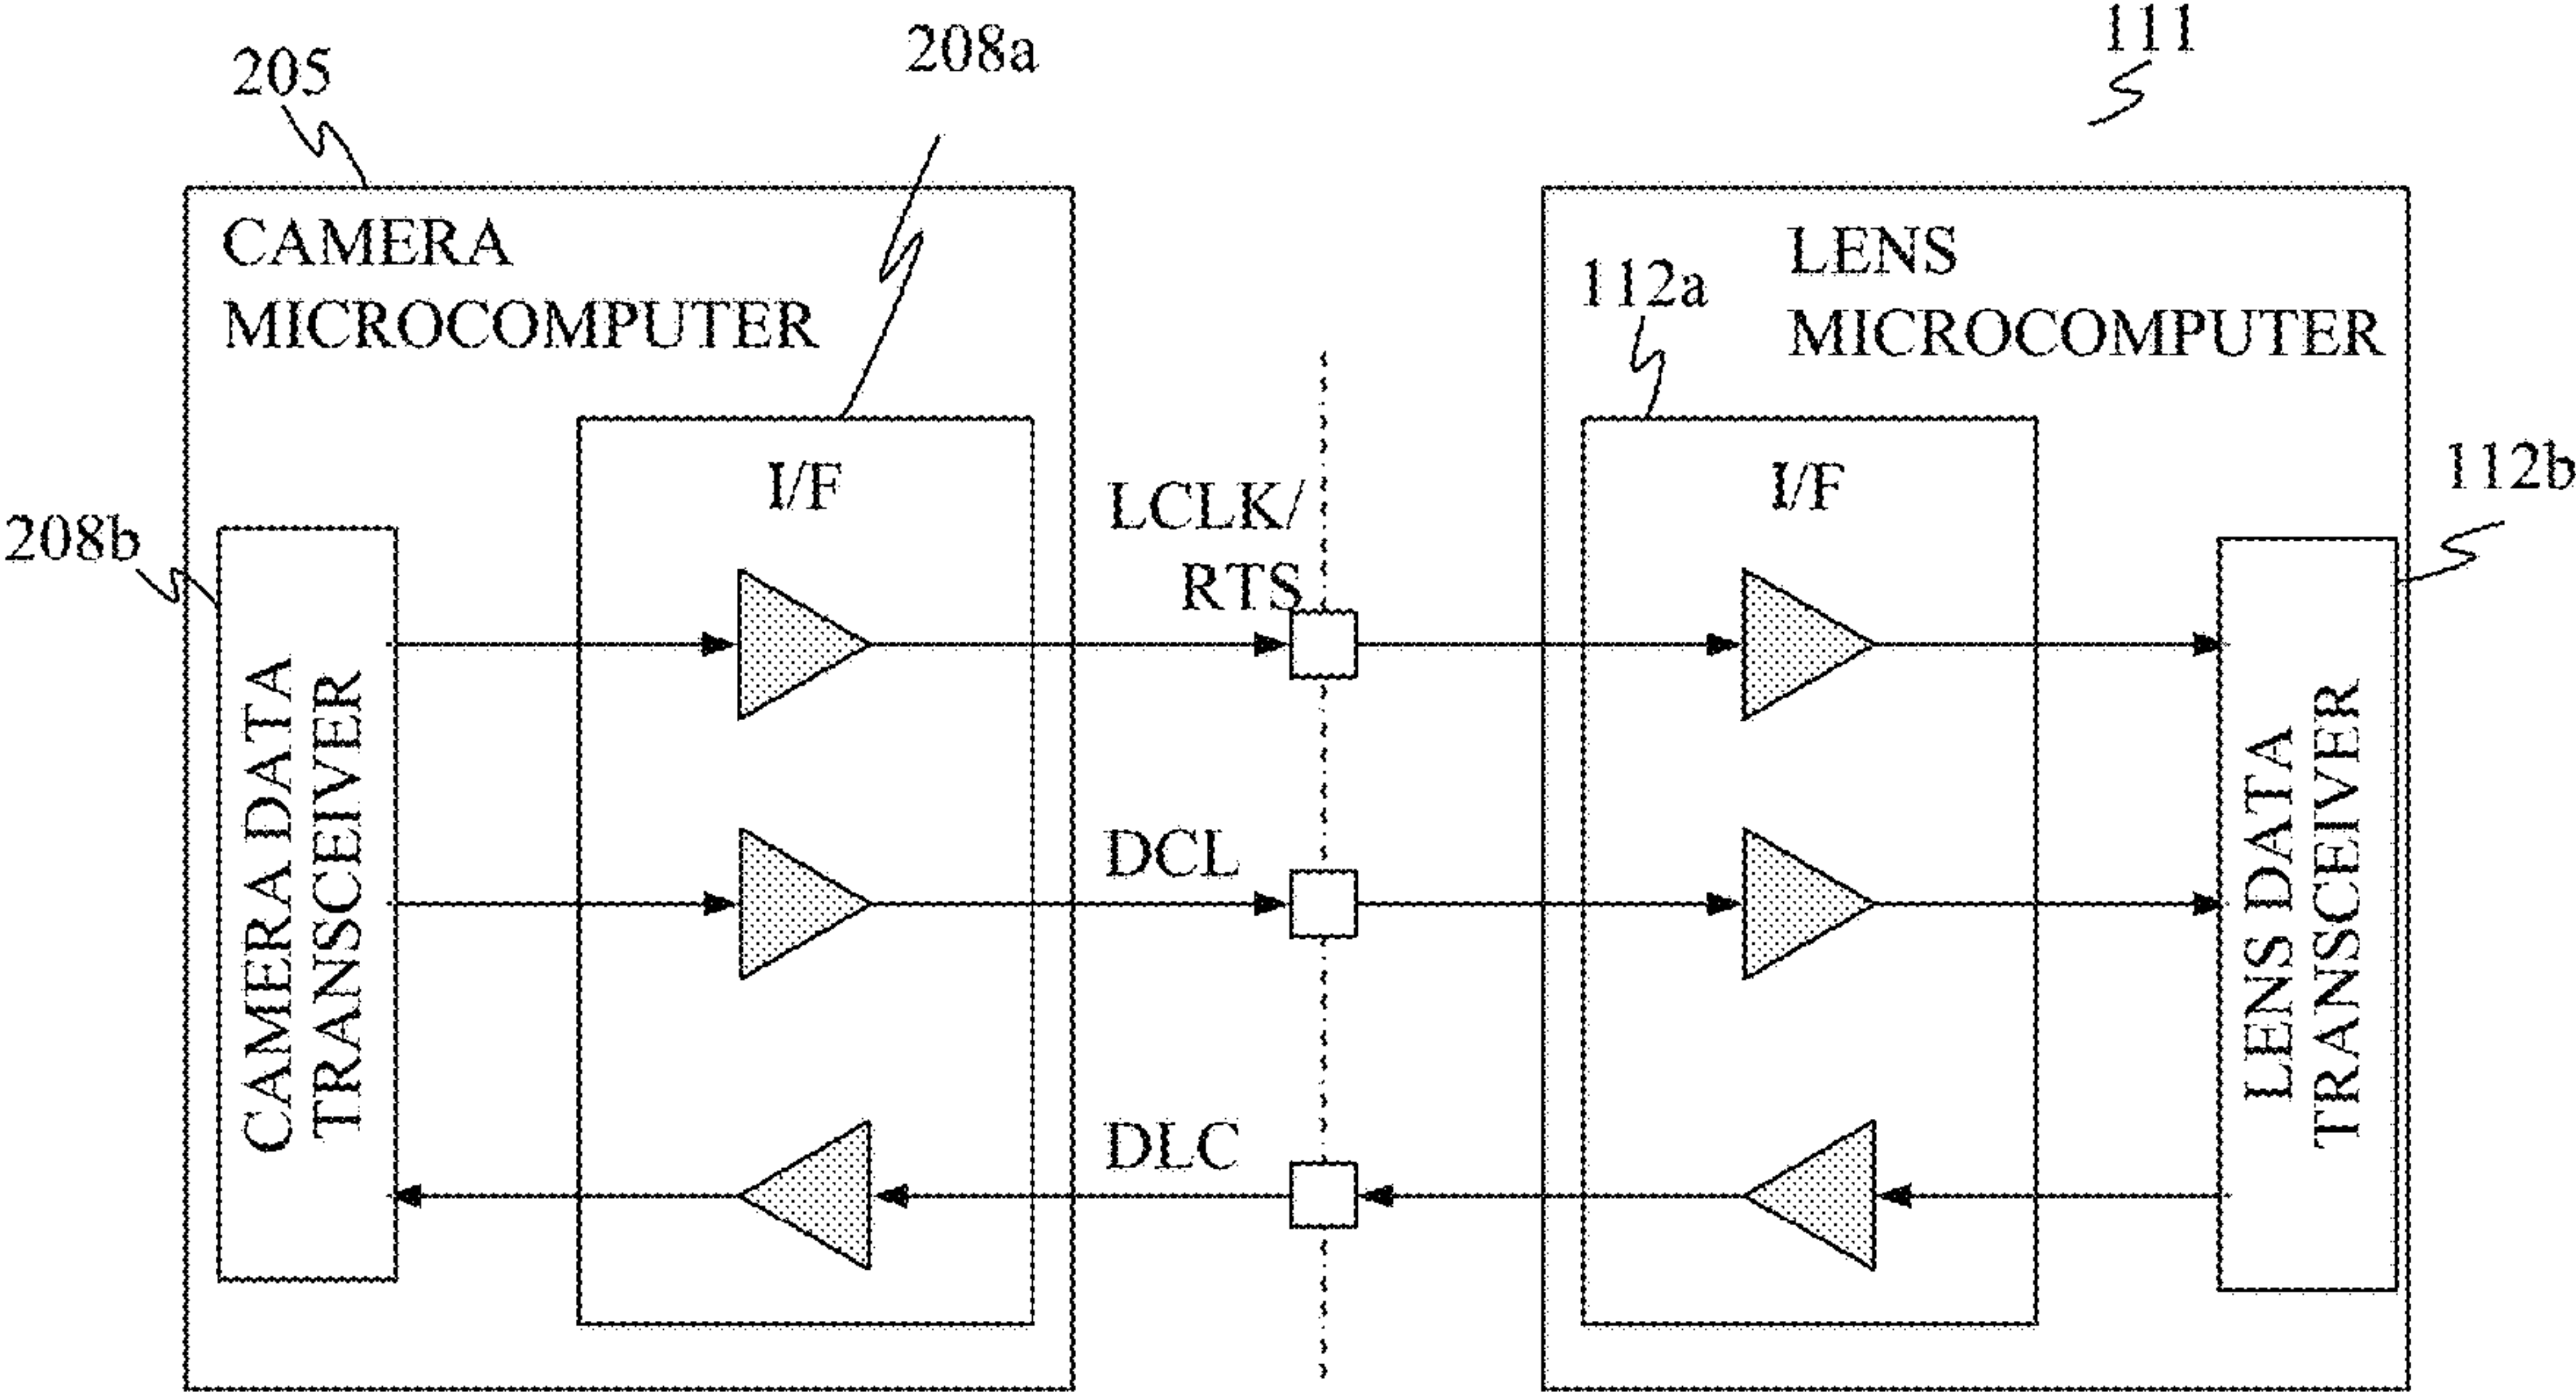 111
208a
205
CAMERA
MICROCOMPUTER
LENS
MICROCOMPUTER
112a
I/F
I/F
112b
208b
LCLK/
RTS
CAMERA DATA
TRANSCEIVER
DCL
LENS DATA
TRANSCEIVER
DLC